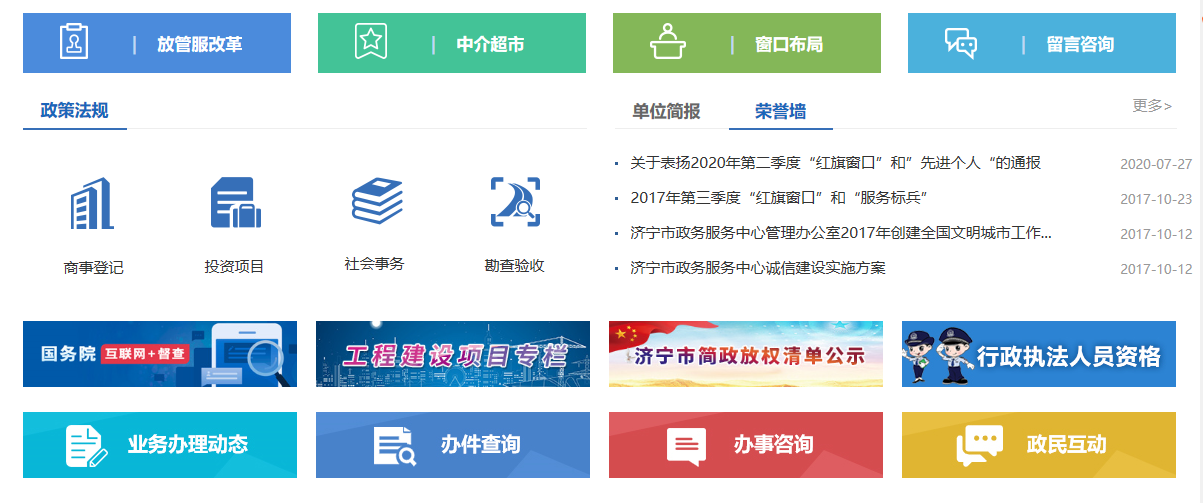 放管服改革
中介超市
窗口布局
留言咨询
政策法规
单位简报
荣誉墙
更多>
商事登记
投资项目
社会事务
勘查验收
关于表扬2020年第二季度“红旗窗口”和”先进个人“的通报 2020-07-27
2017年第三季度“红旗窗口”和“服务标兵” 2017-10-23
济宁市政务服务中心管理办公室2017年创建全国文明城市工作... 2017-10-12
济宁市政务服务中心诚信建设实施方案 2017-10-12
国务院 互联网+督查
工程建设项目专栏
济宁市简政放权清单公示
行政执法人员资格
业务办理动态
办件查询
办事咨询
政民互动